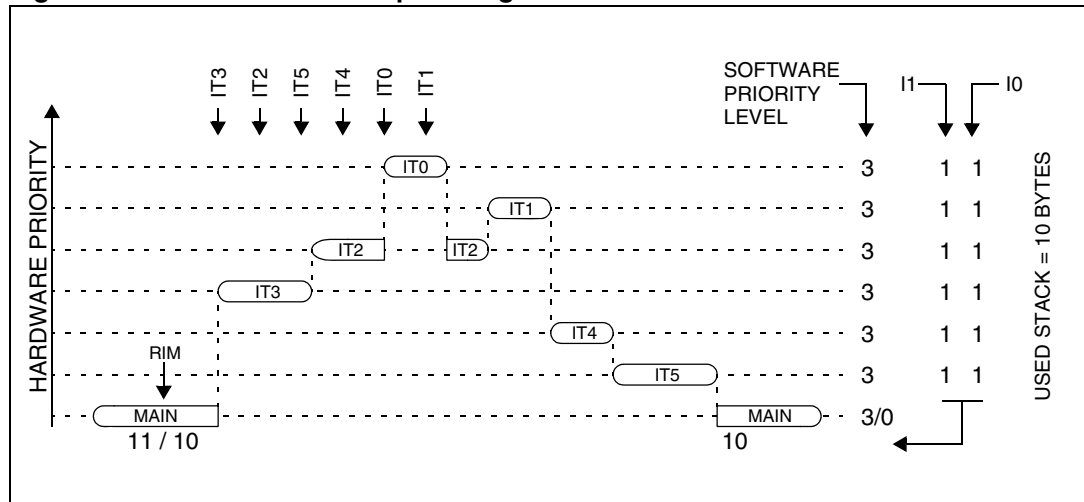 IT3
IT2
IT5
IT4
IT0
IT1
SOFTWARE
PRIORITY
LEVEL
I1
I0
HARDWARE PRIORITY
IT0
3
1 1
IT1
3
1 1
IT2
IT2
3
1 1
IT3
3
1 1
IT4
3
1 1
RIM
IT5
3
1 1
MAIN
MAIN
3/0
11 / 10
10
USED STACK = 10 BYTES